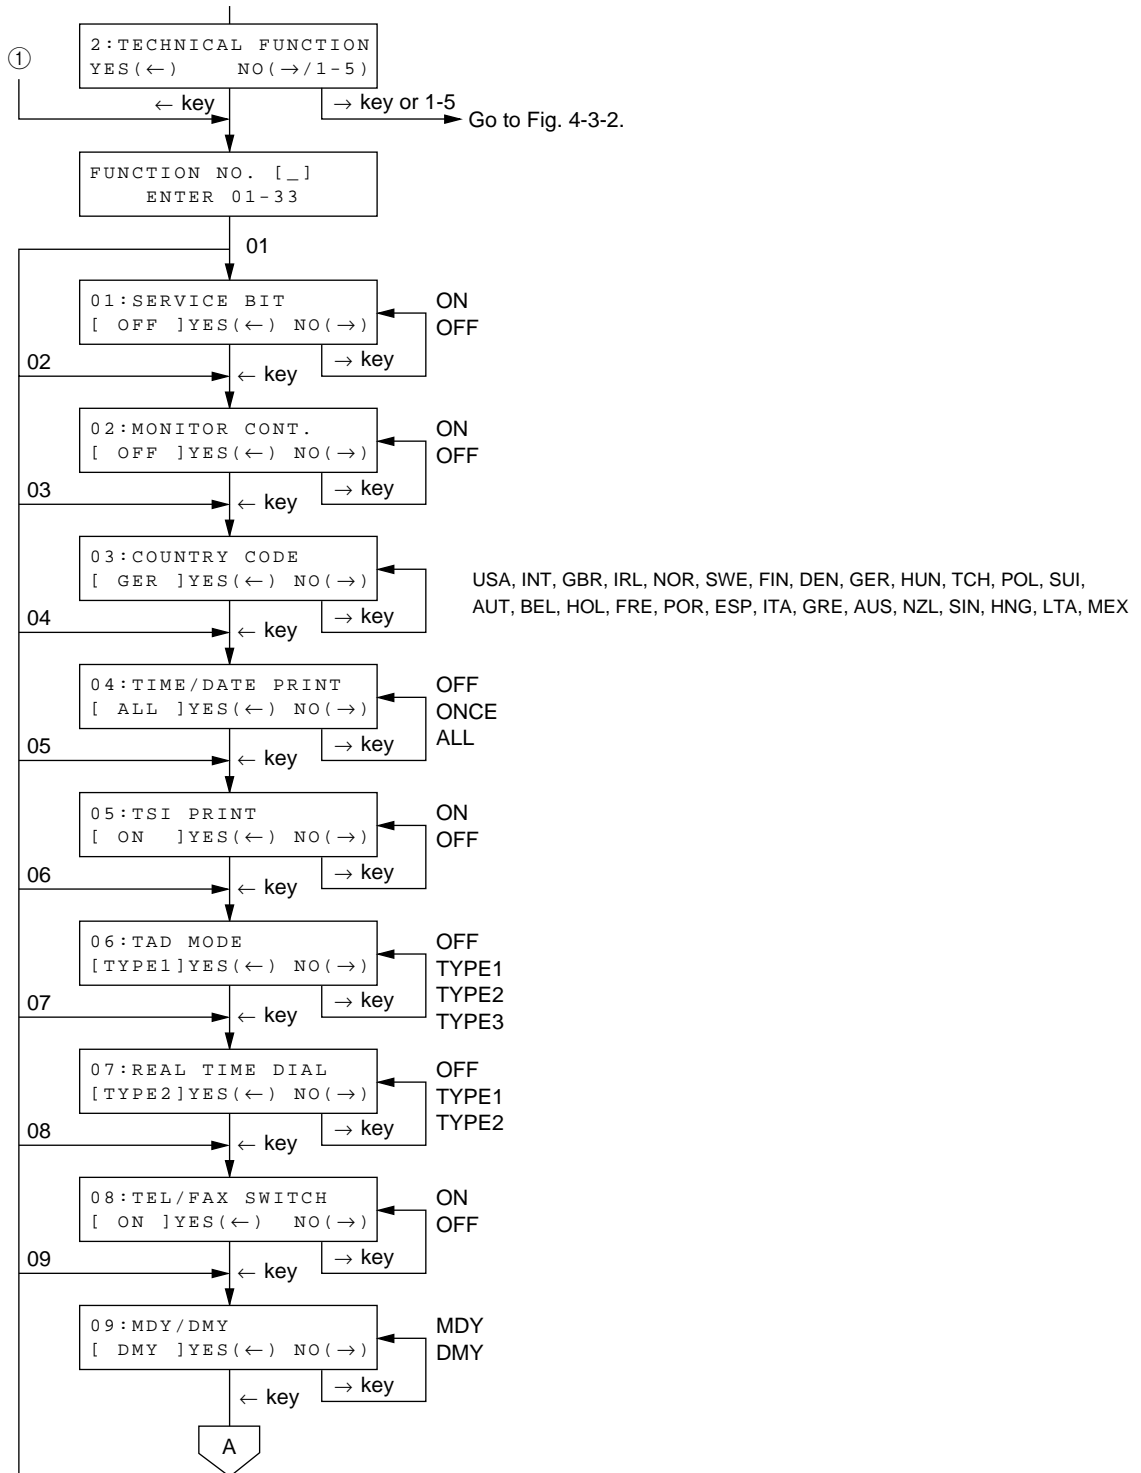 ①
2:TECHNICAL FUNCTION
YES(←) NO(→/1-5)
← key
→ key or 1-5
Go to Fig. 4-3-2.
FUNCTION NO. [_]
ENTER 01-33
01
01:SERVICE BIT
[ OFF ]YES(←) NO(→)
ON
OFF
→ key
02
← key
02:MONITOR CONT.
[ OFF ]YES(←) NO(→)
ON
OFF
→ key
03
← key
03:COUNTRY CODE
[ GER ]YES(←) NO(→)
USA, INT, GBR, IRL, NOR, SWE, FIN, DEN, GER, HUN, TCH, POL, SUI,
AUT, BEL, HOL, FRE, POR, ESP, ITA, GRE, AUS, NZL, SIN, HNG, LTA, MEX
→ key
04
← key
04:TIME/DATE PRINT
[ ALL ]YES(←) NO(→)
OFF
ONCE
ALL
→ key
05
← key
05:TSI PRINT
[ ON ]YES(←) NO(→)
ON
OFF
→ key
06
← key
06:TAD MODE
[TYPE1]YES(←) NO(→)
OFF
TYPE1
TYPE2
TYPE3
→ key
07
← key
07:REAL TIME DIAL
[TYPE2]YES(←) NO(→)
OFF
TYPE1
TYPE2
→ key
08
← key
08:TEL/FAX SWITCH
[ ON ]YES(←) NO(→)
ON
OFF
→ key
09
← key
09:MDY/DMY
[ DMY ]YES(←) NO(→)
MDY
DMY
→ key
← key
A